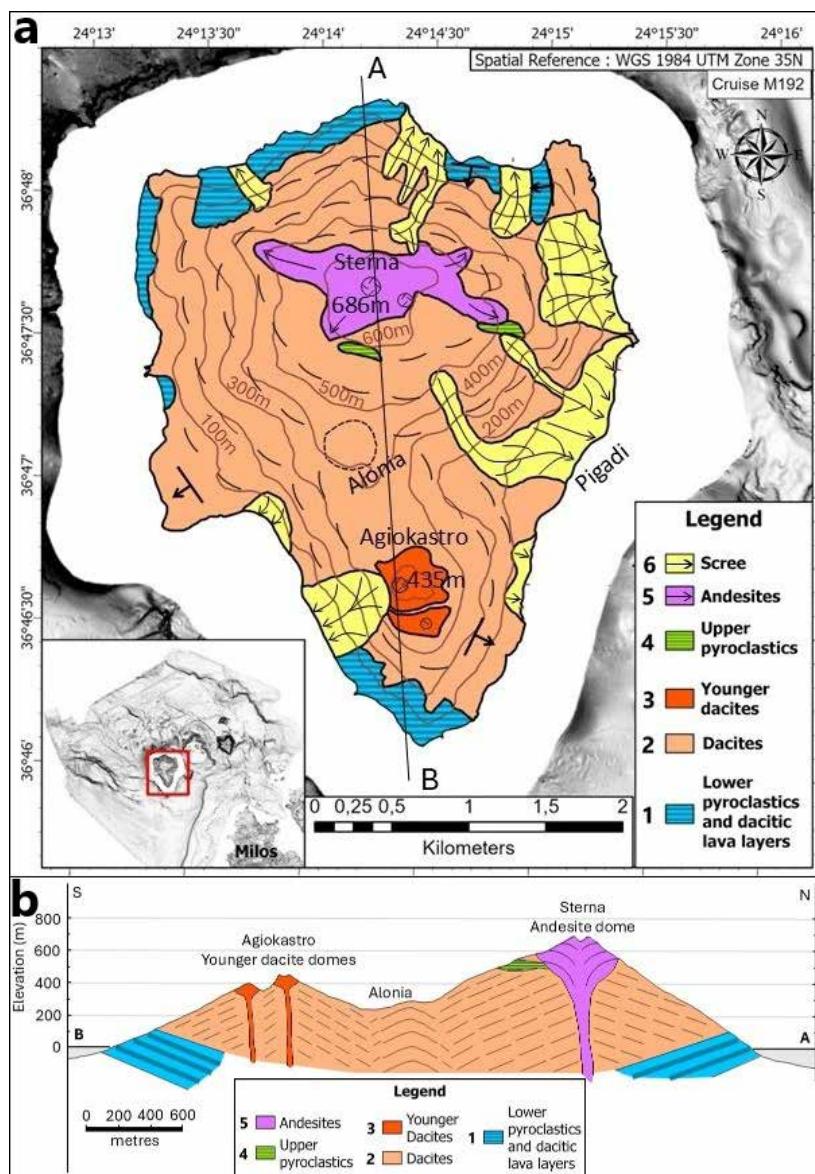 a
24°13' 24°13'30" 24°14' 24°14'30" 24°15' 24°15'30" 24°16'
Spatial Reference : WGS 1984 UTM Zone 35N
Cruise M192
A
N
W E
S
36°48'
36°47'30"
36°47'
36°46'30"
36°46'
Sterna
686m
600m
500m
400m
300m
200m
100m
Alonia
Pigadi
Agiokastro
435m
B
Milos
0 0,25 0,5 1 1,5 2
Kilometers
Legend
6 Scree
5 Andesites
4 Upper
pyroclastics
3 Younger
dacites
2 Dacites
1 Lower
pyroclastics
and dacitic
lava layers
b
S N
Elevation (m)
800
600
400
200
0
Agiokastro
Younger dacite domes
Alonia
Sterna
Andesite dome
B A
0 200 400 600
metres
Legend
5 Andesites
4 Upper
pyroclastics
3 Younger
Dacites
2 Dacites
1 Lower
pyroclastics
and dacitic
lava layers